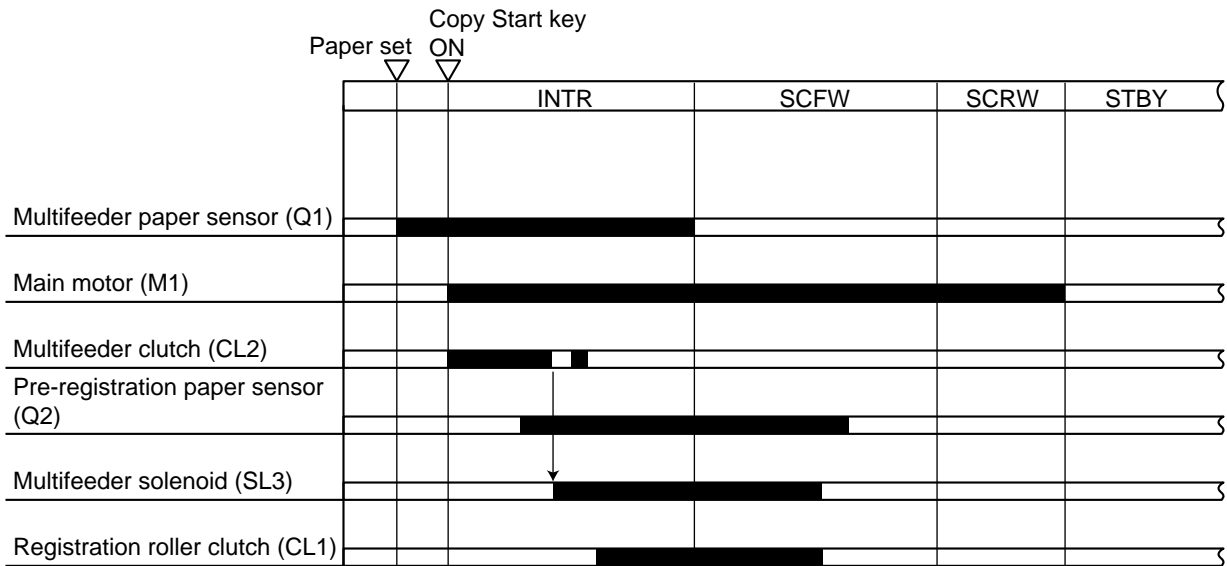 Copy Start key
Paper set ON
INTR SCFW SCRW STBY
Multifeeder paper sensor (Q1)
Main motor (M1)
Multifeeder clutch (CL2)
Pre-registration paper sensor
(Q2)
Multifeeder solenoid (SL3)
Registration roller clutch (CL1)